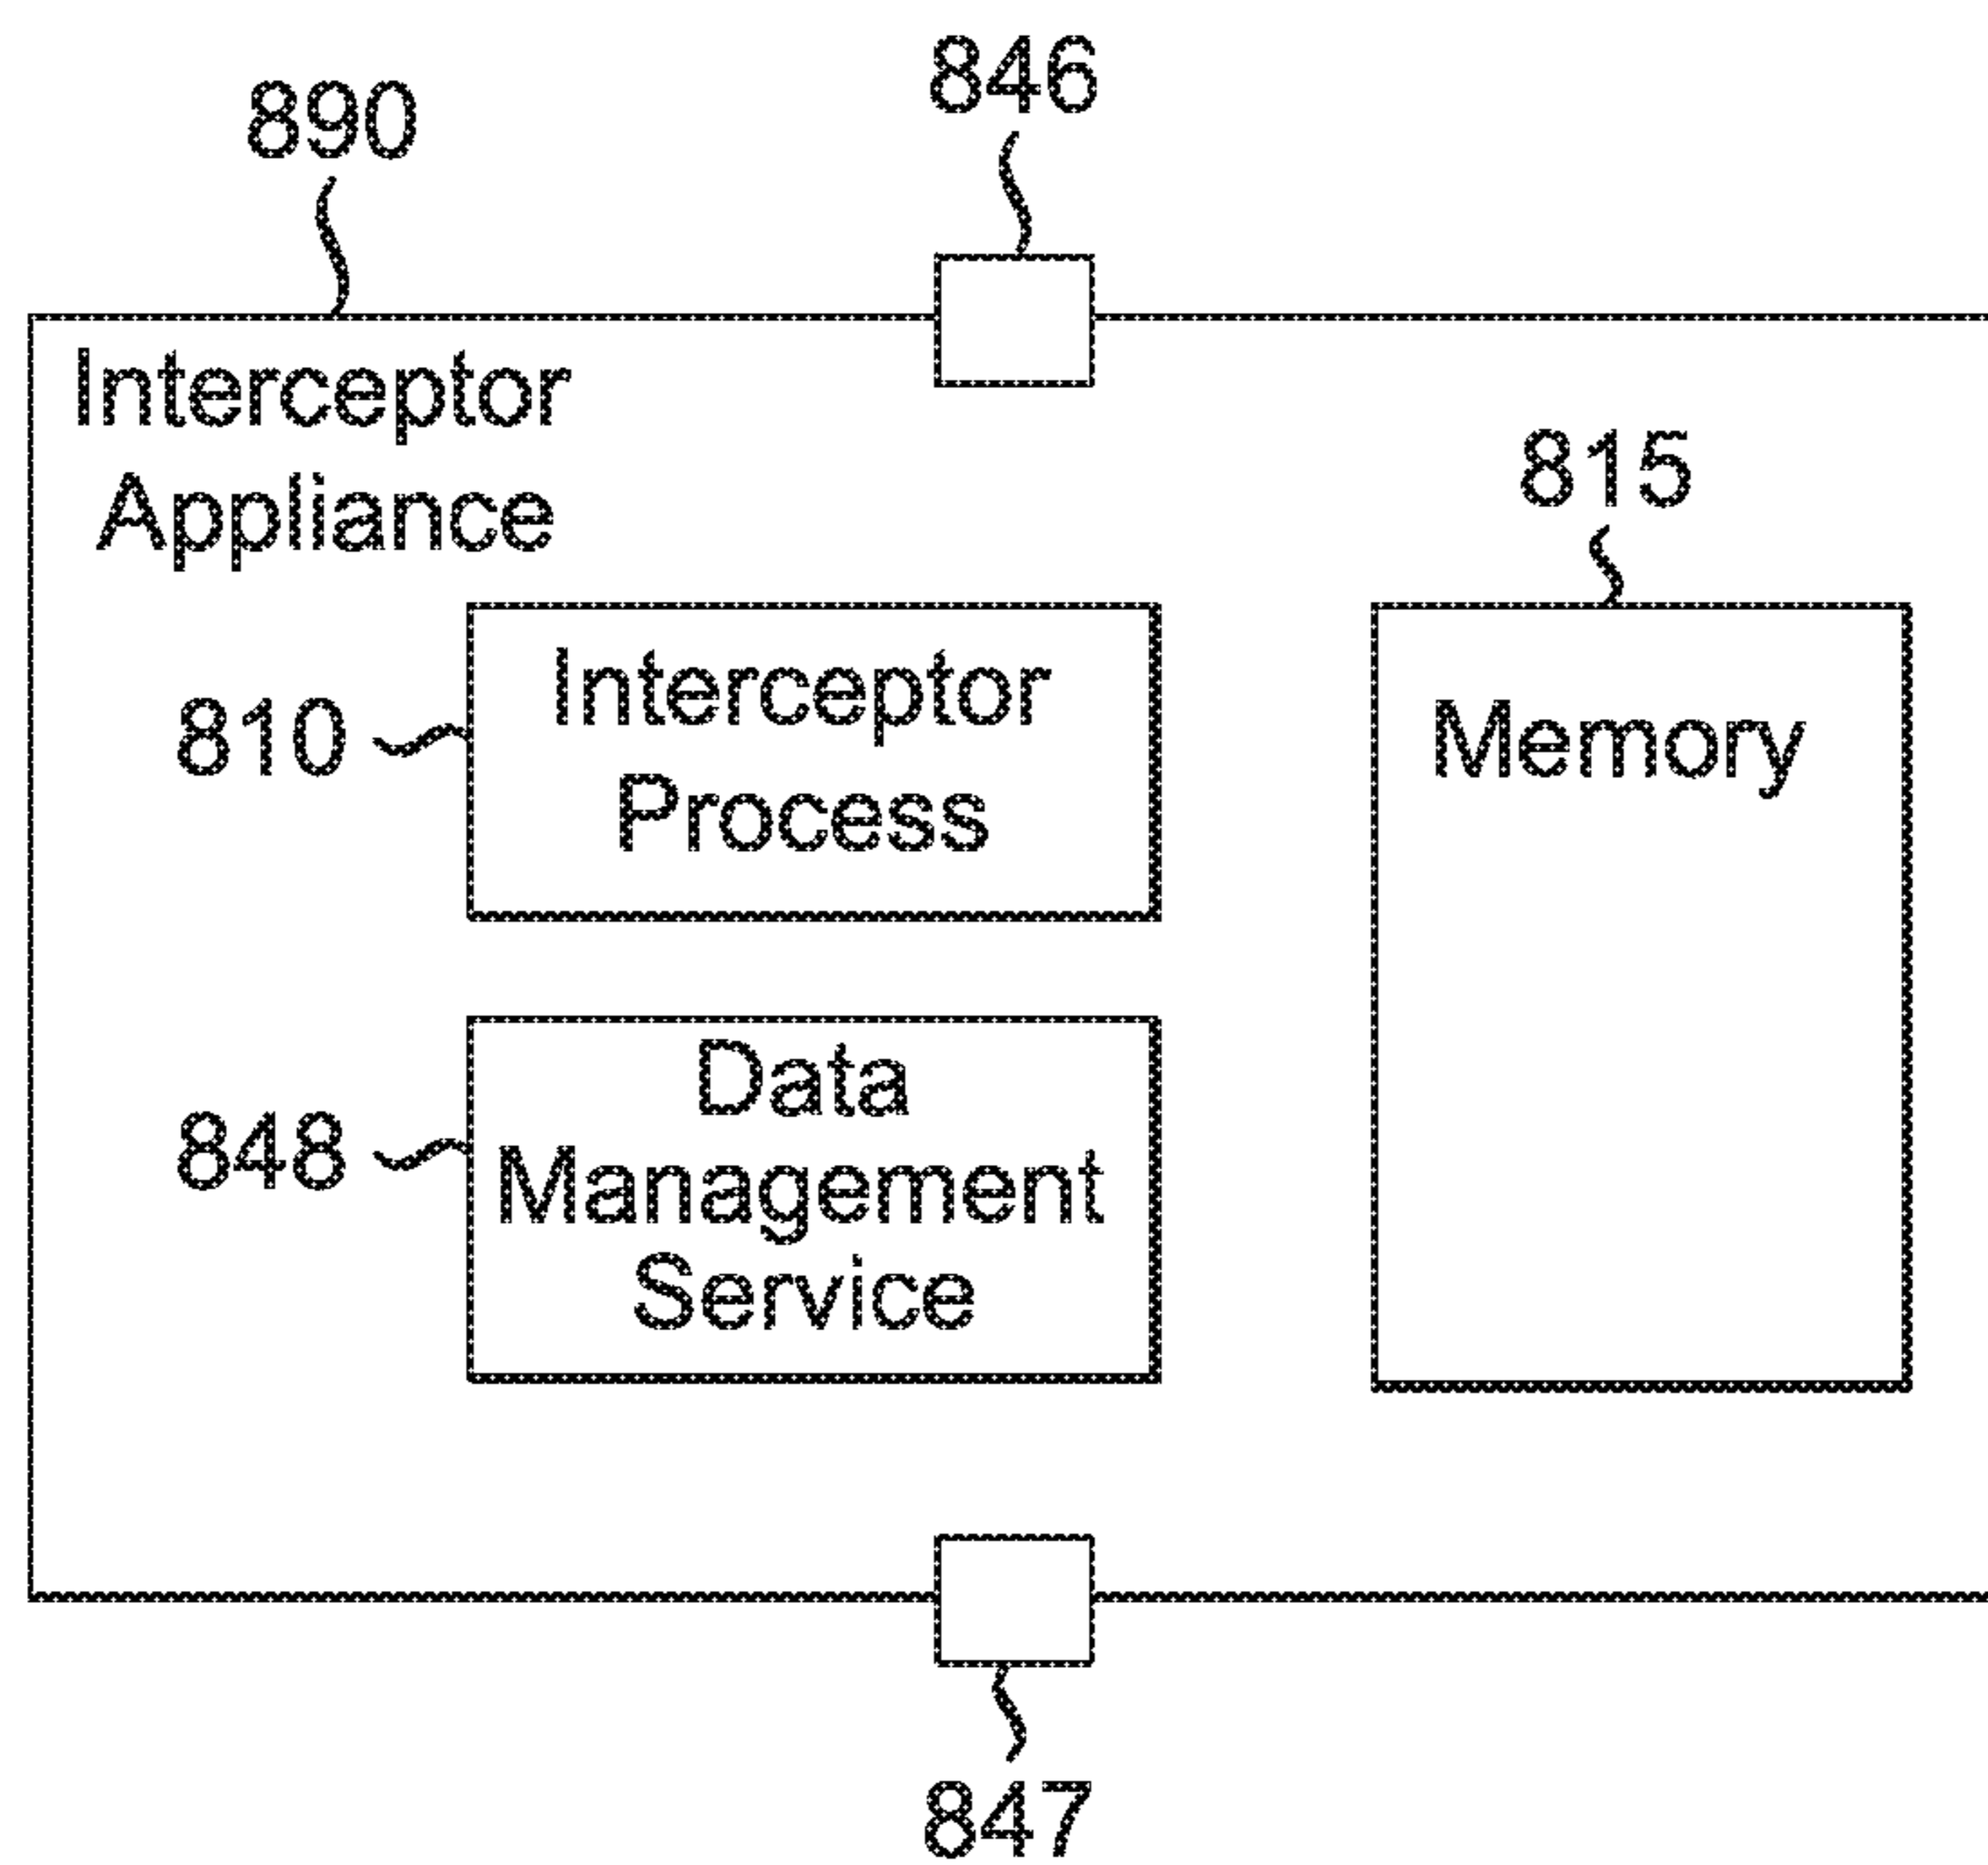 846
890
Interceptor
Appliance
815
Interceptor
Process
810
Memory
Data
Management
Service
848
847